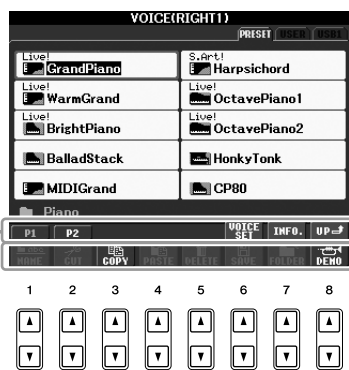 VOICE(RIGHT1)
PRESET USER USB1
Live! S.Art!
GrandPiano Harpsichord
Live! Live!
WarmGrand OctavePiano1
Live! Live!
BrightPiano OctavePiano2
BalladStack HonkyTonk
MIDIGrand CP80
Piano
P1 P2 VOICE SET INFO. UP
NAME CUT COPY PASTE DELETE SAVE FOLDER DEMO
1 2 3 4 5 6 7 8